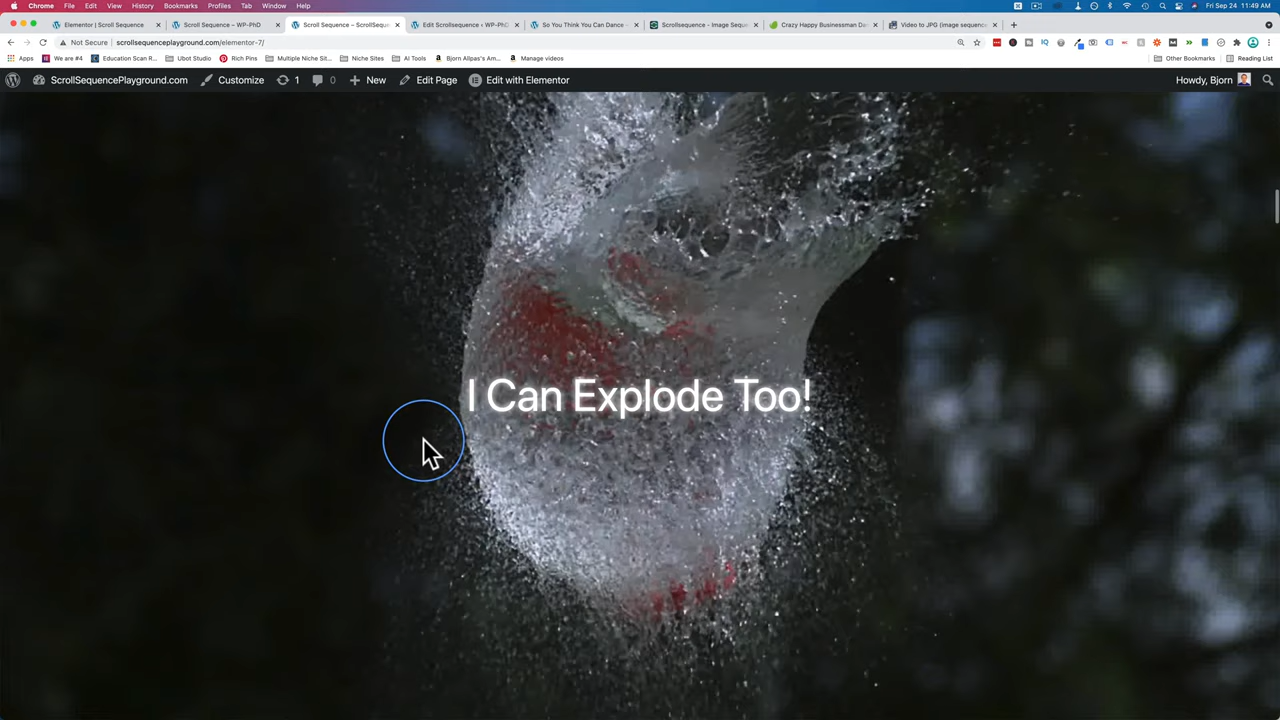 Chrome File Edit View History Bookmarks Profiles Tab Window Help
Fri Sep 24 11:49 AM
Elementor | Scroll Sequence
Scroll Sequence – WP-PhD
Scroll Sequence – ScrollSeque
Edit Scrollsequence ‹ WP-PhD
So You Think You Can Dance -
Scrollsequence - Image Seque
Crazy Happy Businessman Dan
Video to JPG (image sequence
Not Secure | scrollsequenceplayground.com/elementor-7/
Apps We are #4 Education Scan R... Ubot Studio Rich Pins Multiple Niche Sit... Niche Sites AI Tools Bjorn Allpas's Am... Manage videos Other Bookmarks Reading List
ScrollSequencePlayground.com Customize 1 0 New Edit Page Edit with Elementor Howdy, Bjorn
I Can Explode Too!